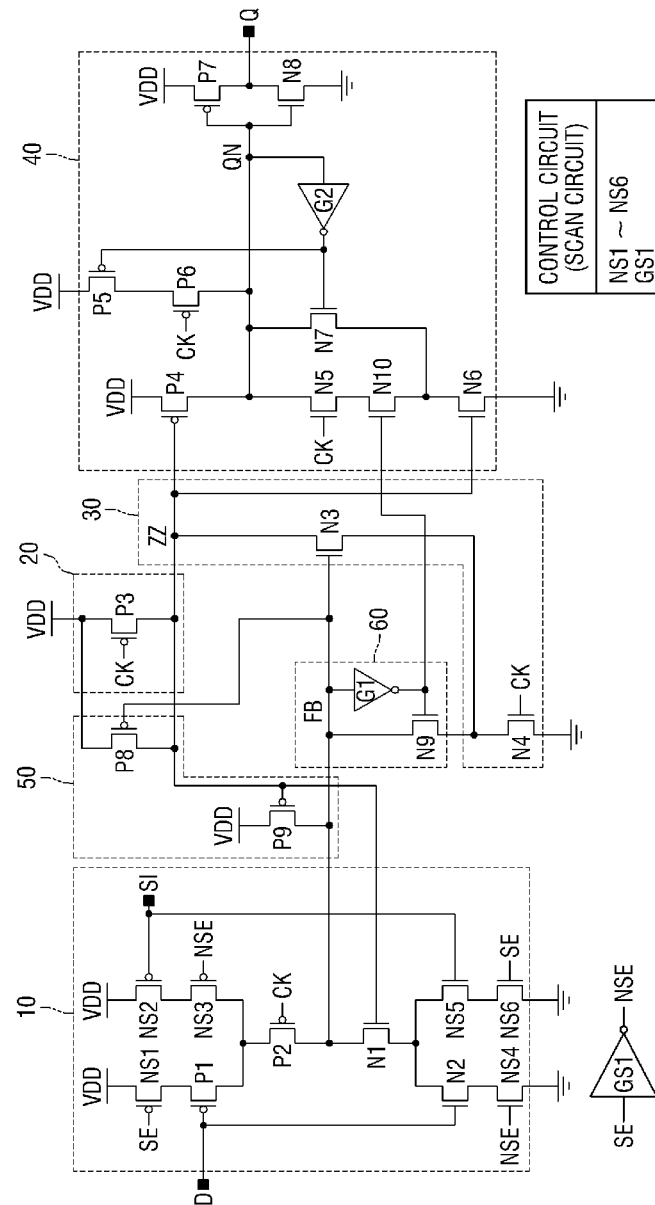 10
50
20
30
40
VDD
VDD
VDD
VDD
VDD
VDD
VDD
SE
NS1
NS2
SI
NS3
NSE
D
P1
P2
CK
N1
N2
NS5
NSE
NS4
NS6
SE
SE
GS1
NSE
P8
P9
CK
P3
ZZ
FB
60
G1
N9
N3
N4
CK
P4
P5
CK
P6
QN
G2
CK
N5
N7
N10
N6
P7
N8
Q
CONTROL CIRCUIT
(SCAN CIRCUIT)
NS1 ~ NS6
GS1